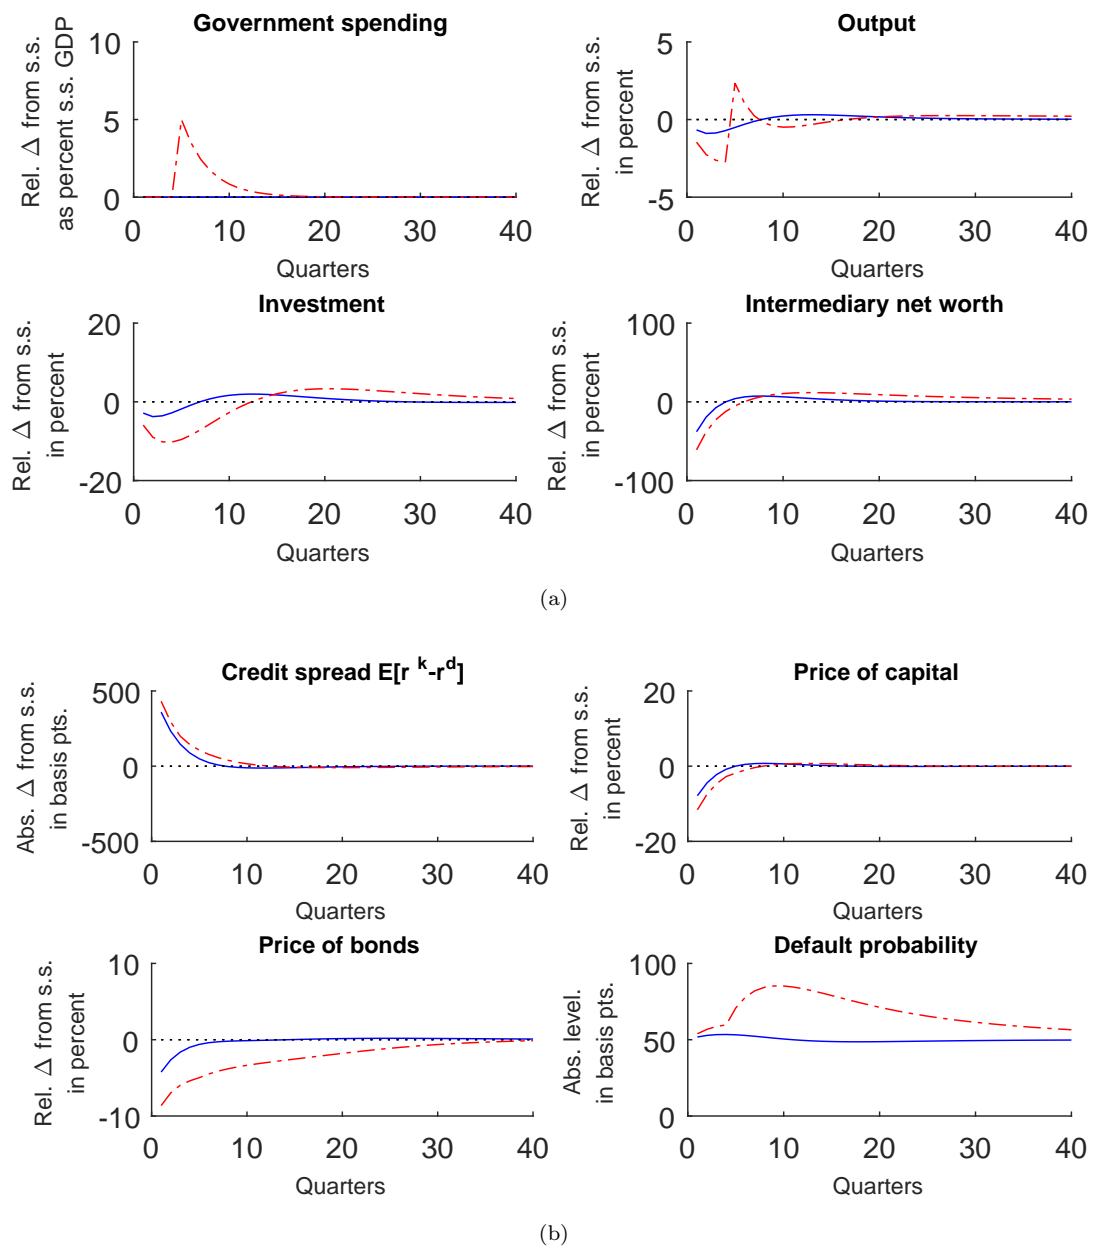 Government spending
Rel. Δ from s.s.
as percent s.s. GDP
10
5
0
0
10
20
30
40
Quarters
Output
Rel. Δ from s.s.
in percent
5
0
-5
0
10
20
30
40
Quarters
Investment
Rel. Δ from s.s.
in percent
20
0
-20
0
10
20
30
40
Quarters
Intermediary net worth
Rel. Δ from s.s.
in percent
100
0
-100
0
10
20
30
40
Quarters
(a)
Credit spread E[r k-rd]
Abs. Δ from s.s.
in basis pts.
500
0
-500
0
10
20
30
40
Quarters
Price of capital
Rel. Δ from s.s.
in percent
20
0
-20
0
10
20
30
40
Quarters
Price of bonds
Rel. Δ from s.s.
in percent
10
0
-10
0
10
20
30
40
Quarters
Default probability
Abs. level.
in basis pts.
100
50
0
0
10
20
30
40
Quarters
(b)